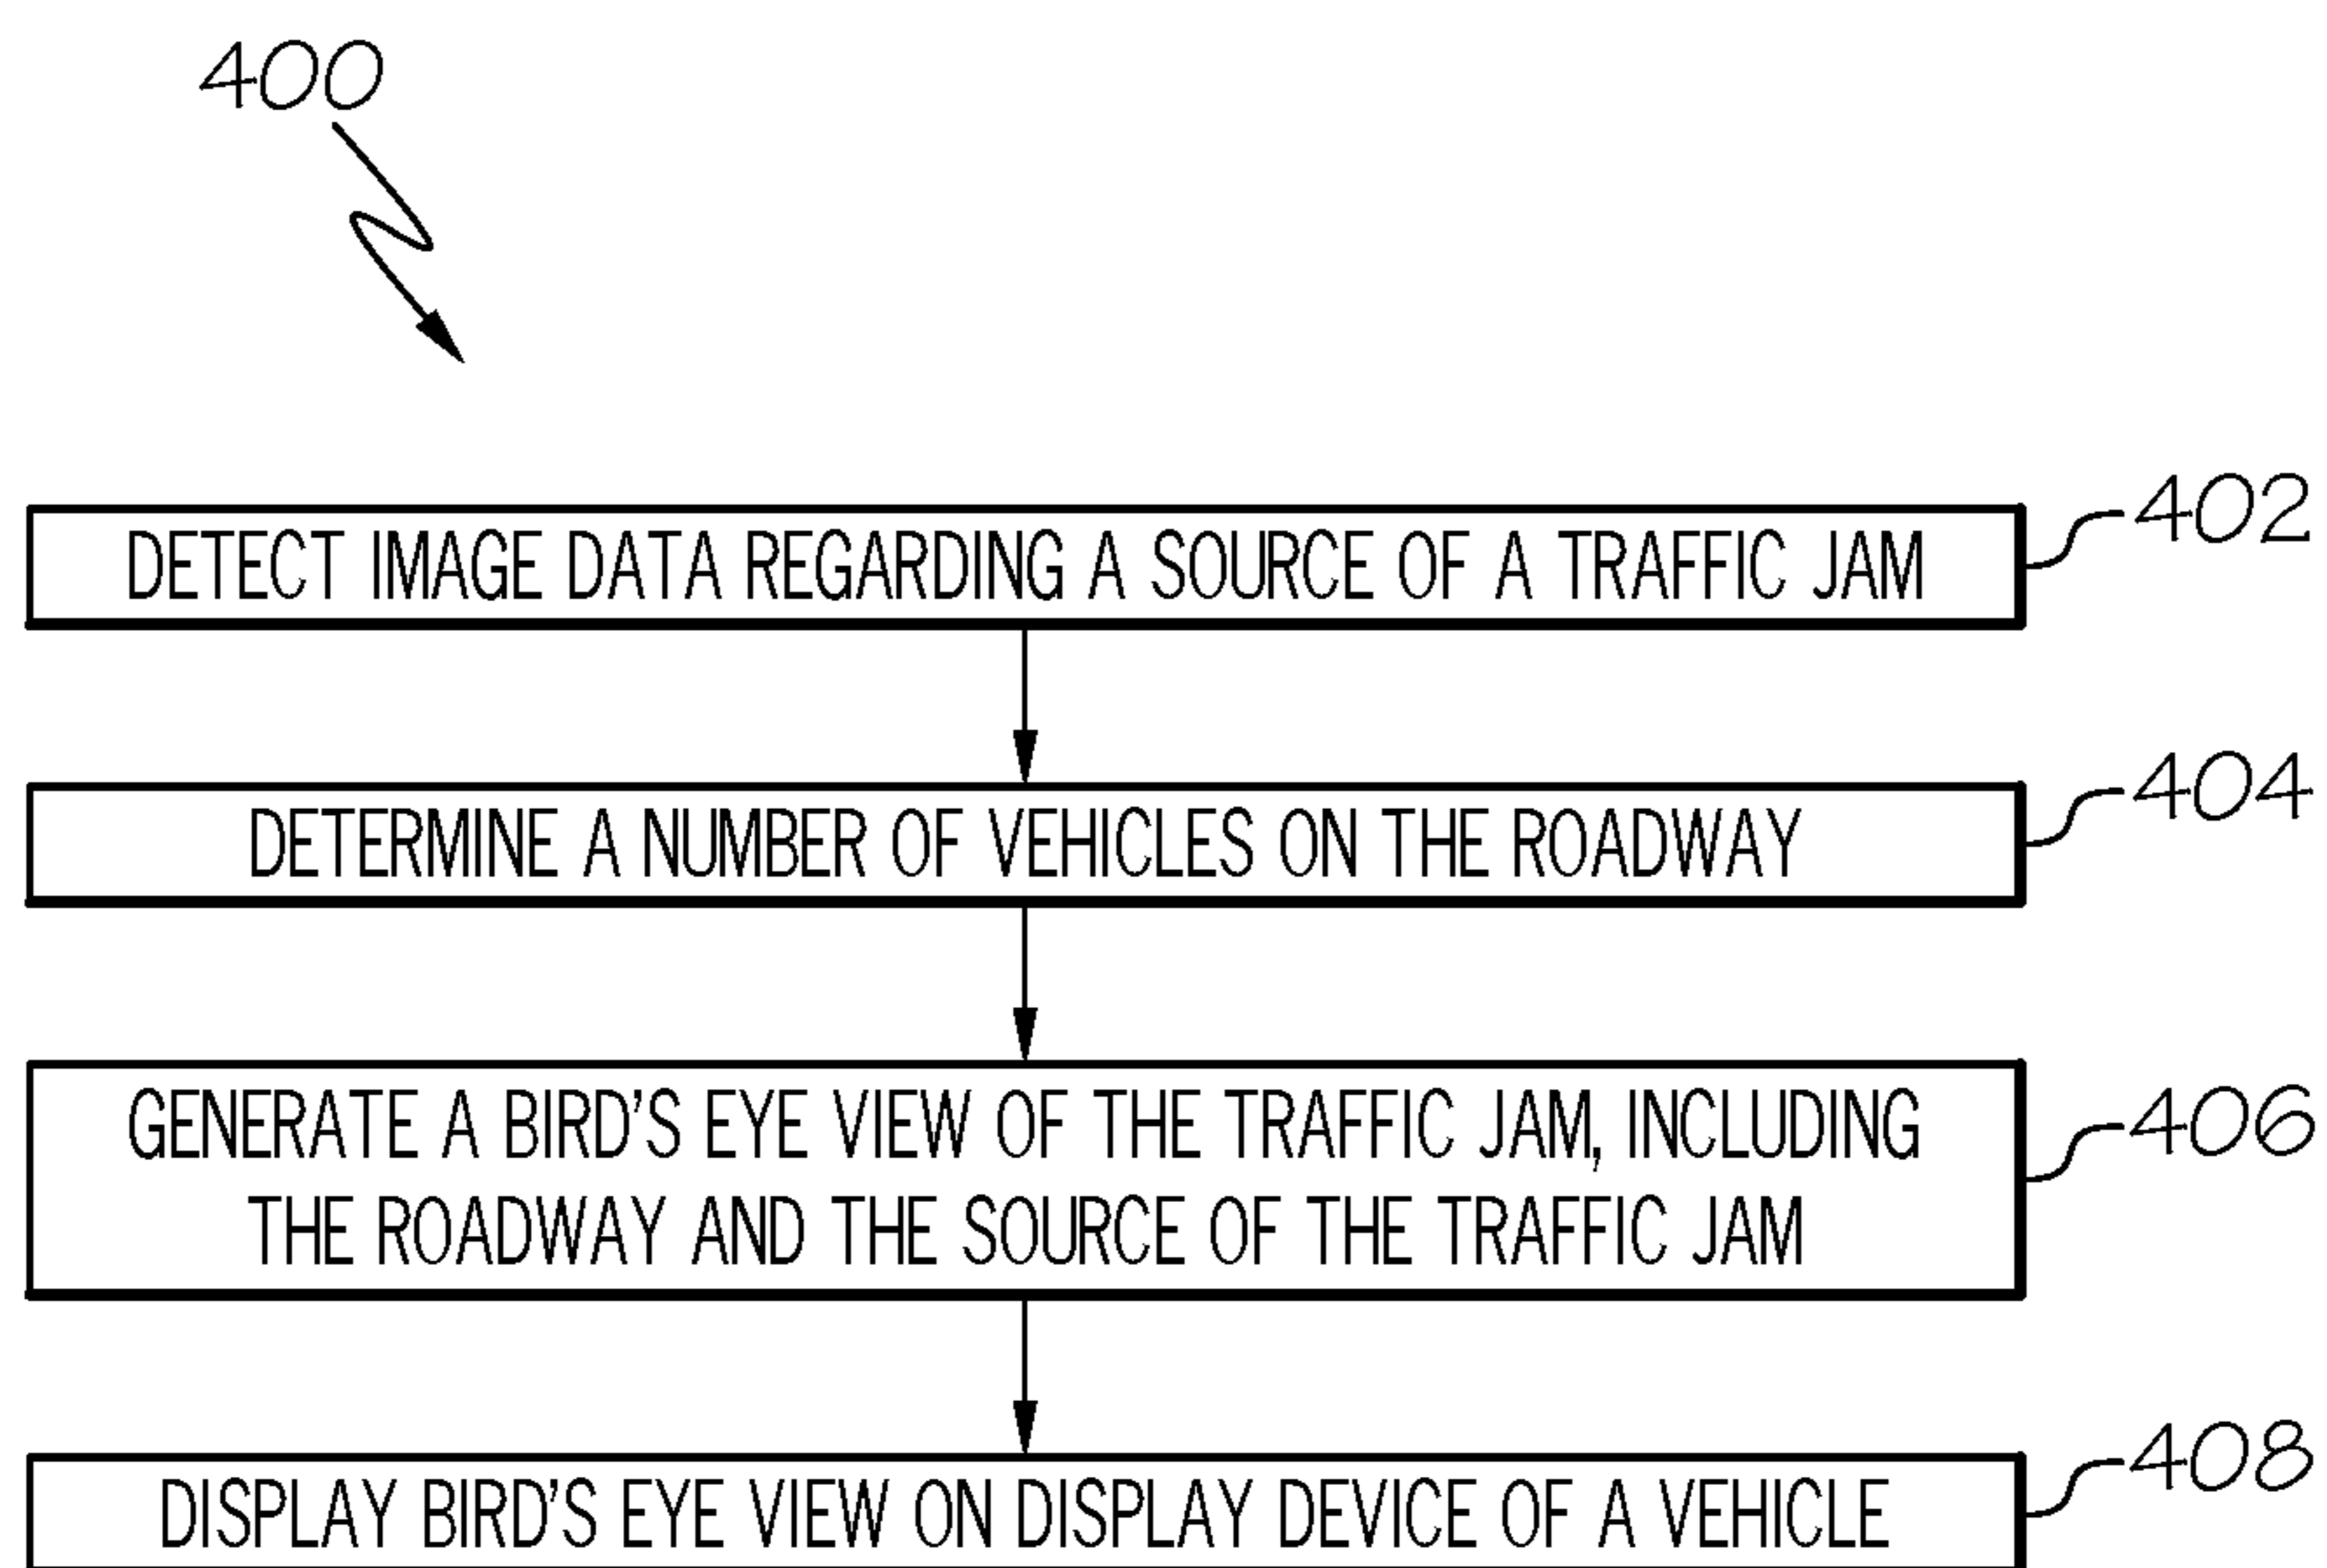 400
DETECT IMAGE DATA REGARDING A SOURCE OF A TRAFFIC JAM
402
DETERMINE A NUMBER OF VEHICLES ON THE ROADWAY
404
GENERATE A BIRD'S EYE VIEW OF THE TRAFFIC JAM, INCLUDING
THE ROADWAY AND THE SOURCE OF THE TRAFFIC JAM
406
DISPLAY BIRD'S EYE VIEW ON DISPLAY DEVICE OF A VEHICLE
408